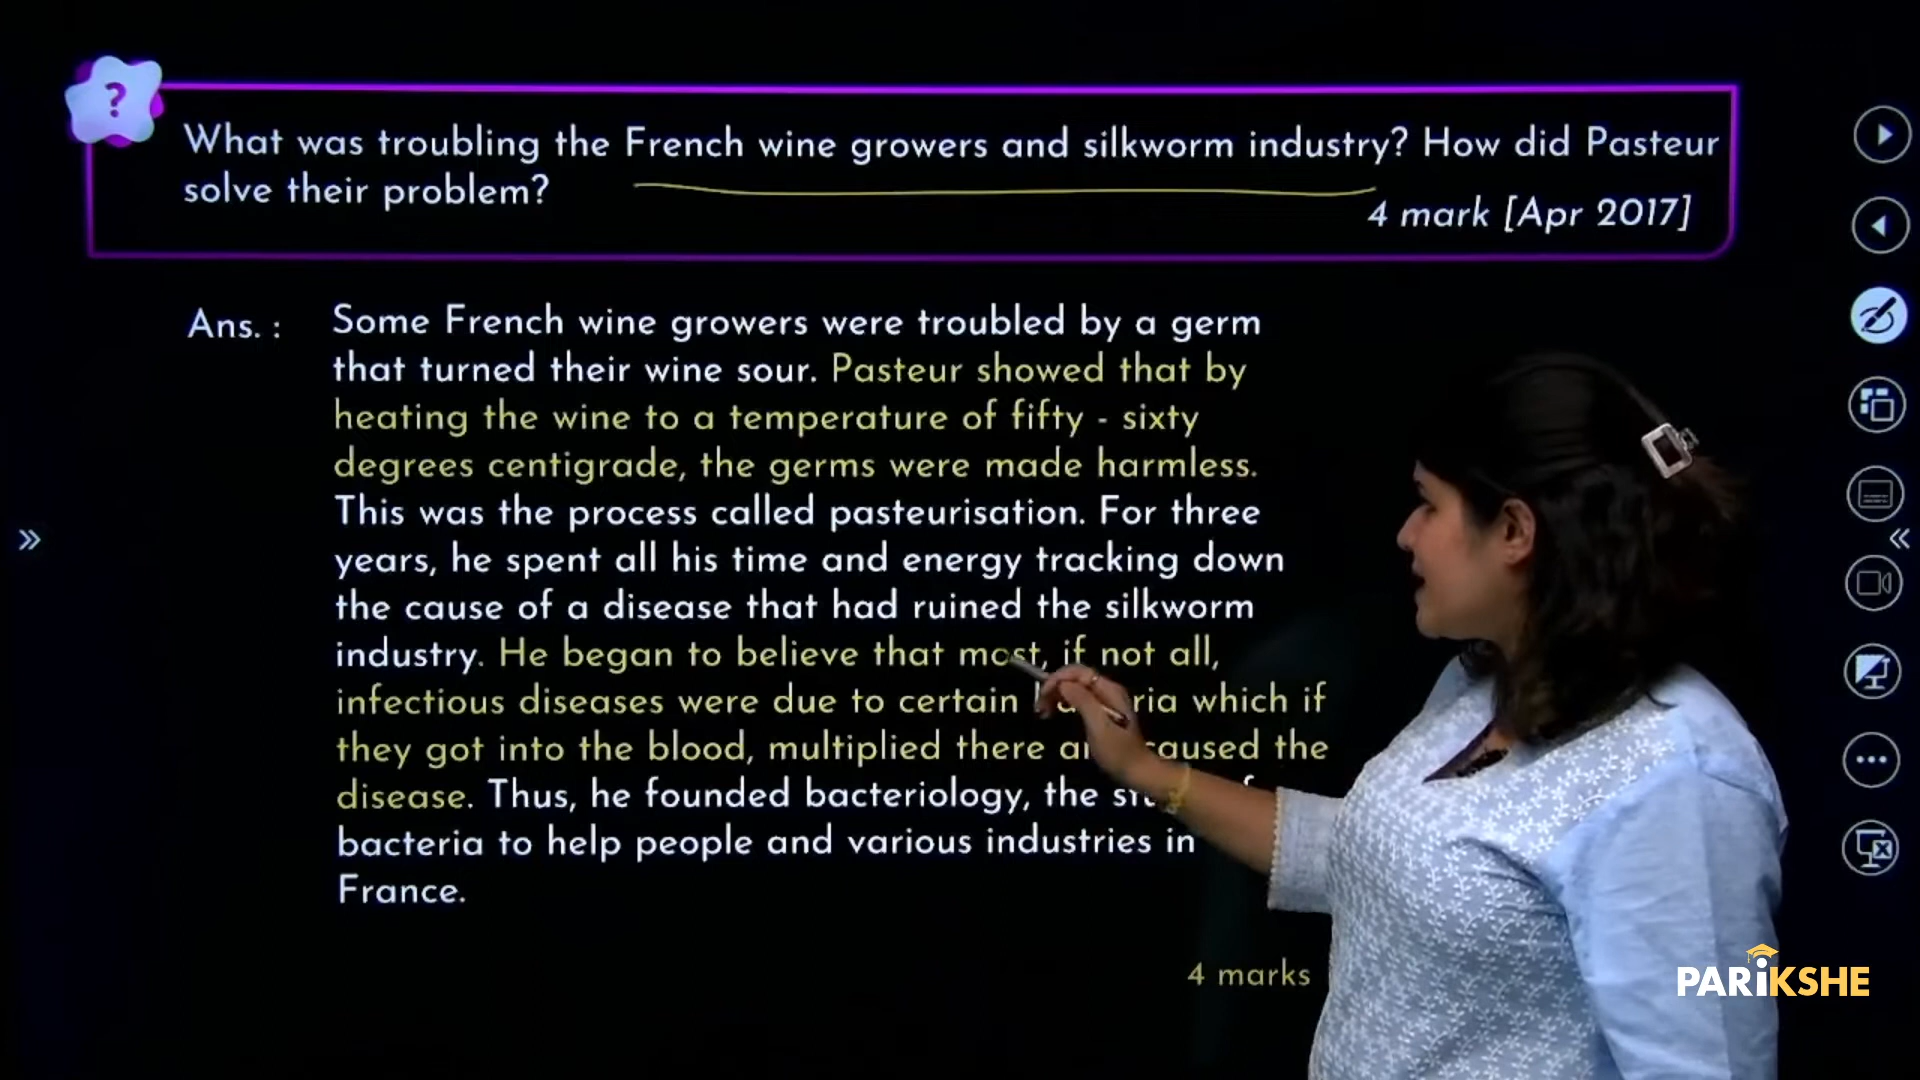 ?
What was troubling the French wine growers and silkworm industry? How did Pasteur
solve their problem?
4 mark [Apr 2017]
Ans. :
Some French wine growers were troubled by a germ
that turned their wine sour. Pasteur showed that by
heating the wine to a temperature of fifty - sixty
degrees centigrade, the germs were made harmless.
This was the process called pasteurisation. For three
years, he spent all his time and energy tracking down
the cause of a disease that had ruined the silkworm
industry. He began to believe that most, if not all,
infectious diseases were due to certain which if
they got into the blood, multiplied there the
disease. Thus, he founded bacteriology, the
bacteria to help people and various industries in
France.
4 marks
PARiKSHE